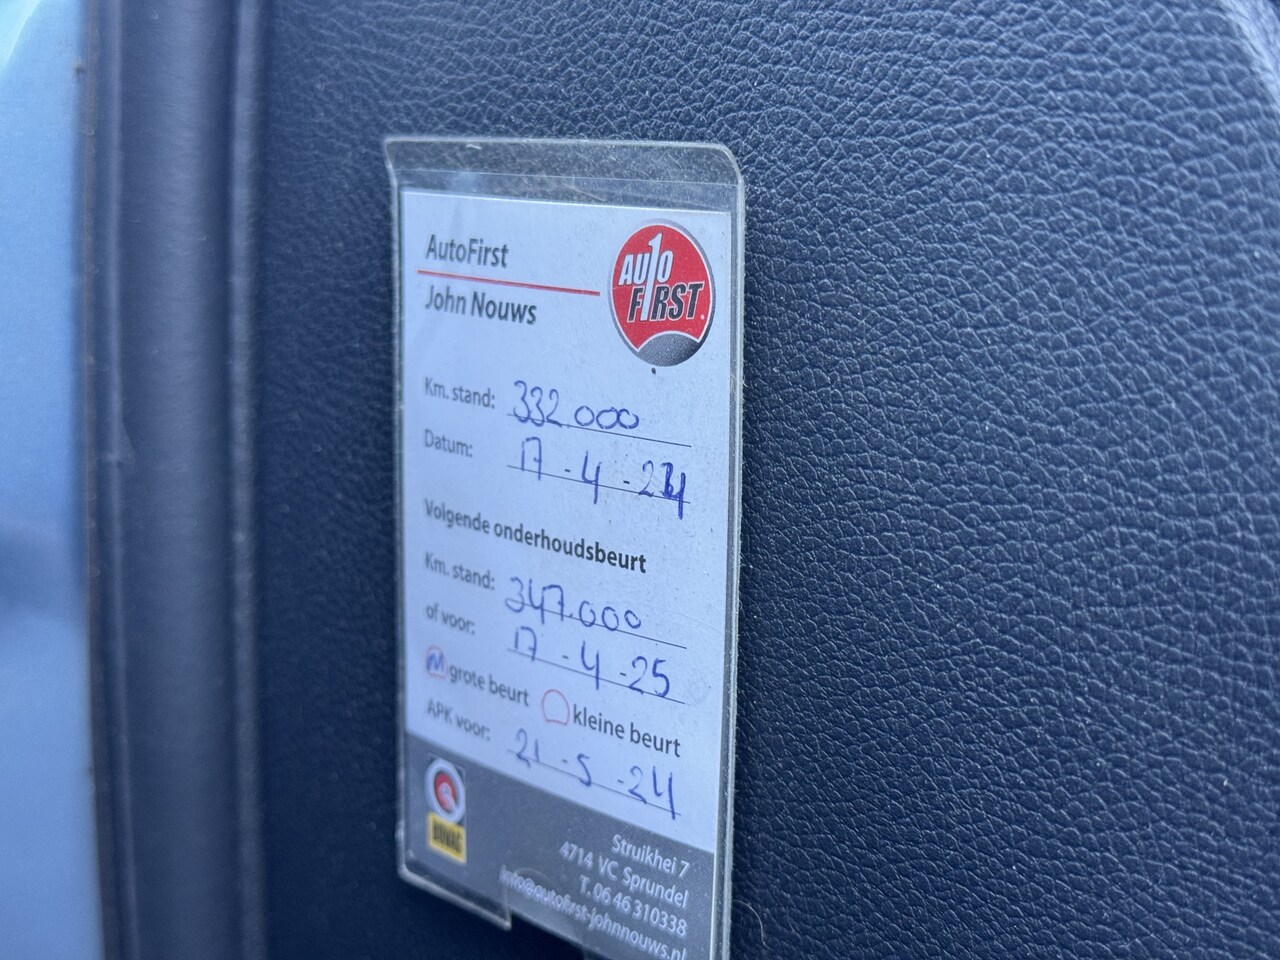 AutoFirst
John Nouws
AUTO
F1RST.
Km. stand: 332.000
Datum: 17-4-24
Volgende onderhoudsbeurt
Km. stand: 347.000
of voor: 17-4-25
grote beurt kleine beurt
APK voor: 21-5-24
BOVAG
Struikhei 7
4714 VC Sprundel
T. 06 46 310338
info@autofirst-johnnouws.nl